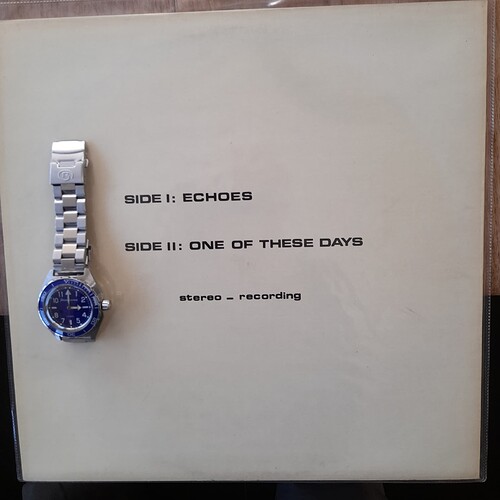 SIDE I: ECHOES
SIDE II: ONE OF THESE DAYS
stereo – recording